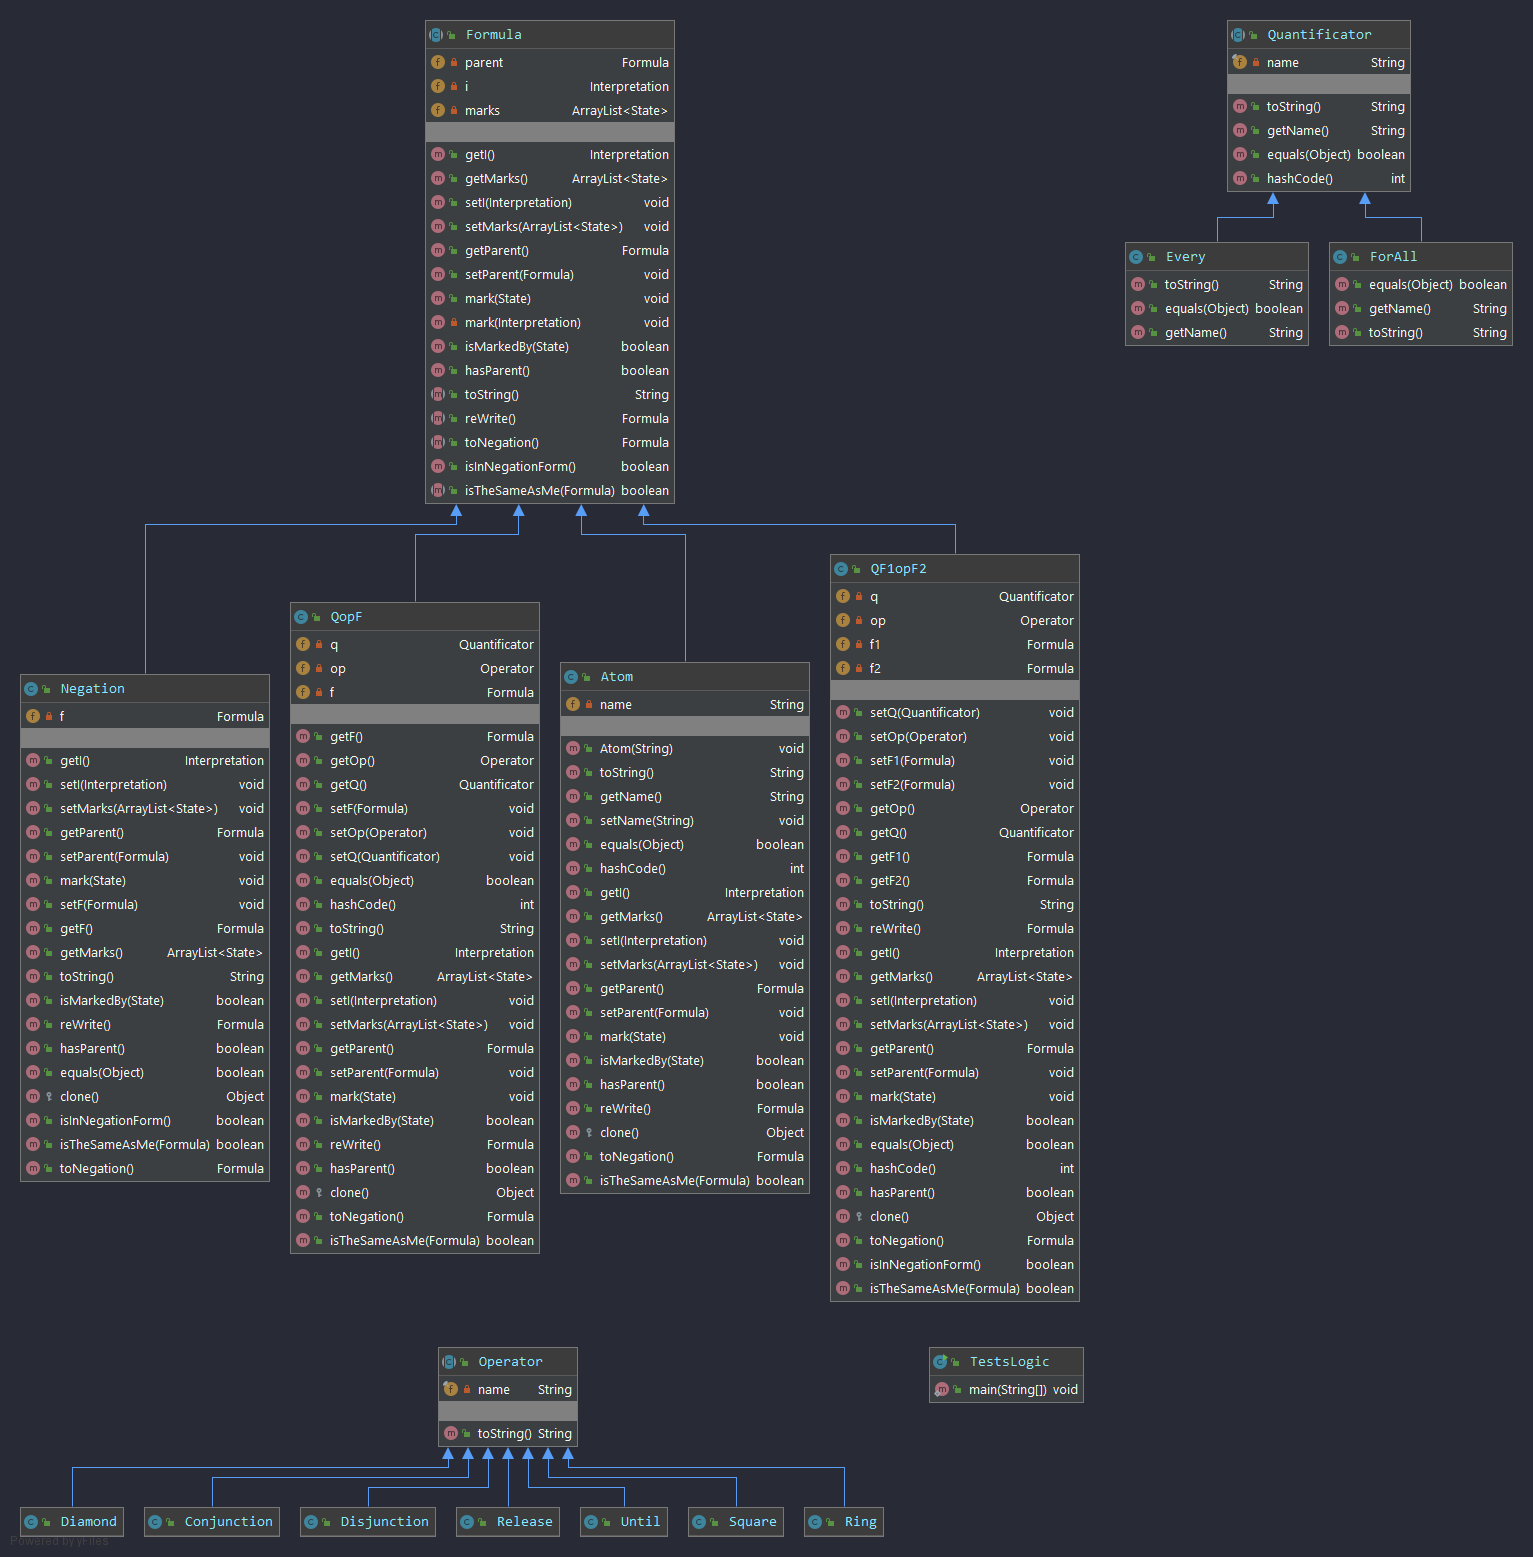 Formula
parent Formula
i Interpretation
marks ArrayList<State>
getI() Interpretation
getMarks() ArrayList<State>
setI(Interpretation) void
setMarks(ArrayList<State>) void
getParent() Formula
setParent(Formula) void
mark(State) void
mark(Interpretation) void
isMarkedBy(State) boolean
hasParent() boolean
toString() String
reWrite() Formula
toNegation() Formula
isInNegationForm() boolean
isTheSameAsMe(Formula) boolean
Quantificator
name String
toString() String
getName() String
equals(Object) boolean
hashCode() int
Every
toString() String
equals(Object) boolean
getName() String
ForAll
equals(Object) boolean
getName() String
toString() String
Negation
f Formula
getI() Interpretation
setI(Interpretation) void
setMarks(ArrayList<State>) void
getParent() Formula
setParent(Formula) void
mark(State) void
setF(Formula) void
getF() Formula
getMarks() ArrayList<State>
toString() String
isMarkedBy(State) boolean
reWrite() Formula
hasParent() boolean
equals(Object) boolean
clone() Object
isInNegationForm() boolean
isTheSameAsMe(Formula) boolean
toNegation() Formula
QopF
q Quantificator
op Operator
f Formula
getF() Formula
getOp() Operator
getQ() Quantificator
setF(Formula) void
setOp(Operator) void
setQ(Quantificator) void
equals(Object) boolean
hashCode() int
toString() String
getI() Interpretation
getMarks() ArrayList<State>
setI(Interpretation) void
setMarks(ArrayList<State>) void
getParent() Formula
setParent(Formula) void
mark(State) void
isMarkedBy(State) boolean
reWrite() Formula
hasParent() boolean
clone() Object
toNegation() Formula
isTheSameAsMe(Formula) boolean
Atom
name String
Atom(String) void
toString() String
getName() String
setName(String) void
equals(Object) boolean
hashCode() int
getI() Interpretation
getMarks() ArrayList<State>
setI(Interpretation) void
setMarks(ArrayList<State>) void
getParent() Formula
setParent(Formula) void
mark(State) void
isMarkedBy(State) boolean
hasParent() boolean
reWrite() Formula
clone() Object
toNegation() Formula
isTheSameAsMe(Formula) boolean
QF1opF2
q Quantificator
op Operator
f1 Formula
f2 Formula
setQ(Quantificator) void
setOp(Operator) void
setF1(Formula) void
setF2(Formula) void
getOp() Operator
getQ() Quantificator
getF1() Formula
getF2() Formula
toString() String
reWrite() Formula
getI() Interpretation
getMarks() ArrayList<State>
setI(Interpretation) void
setMarks(ArrayList<State>) void
getParent() Formula
setParent(Formula) void
mark(State) void
isMarkedBy(State) boolean
equals(Object) boolean
hashCode() int
hasParent() boolean
clone() Object
toNegation() Formula
isInNegationForm() boolean
isTheSameAsMe(Formula) boolean
Operator
name String
toString() String
TestsLogic
main(String[]) void
Diamond
Conjunction
Disjunction
Release
Until
Square
Ring
Powered by yFiles